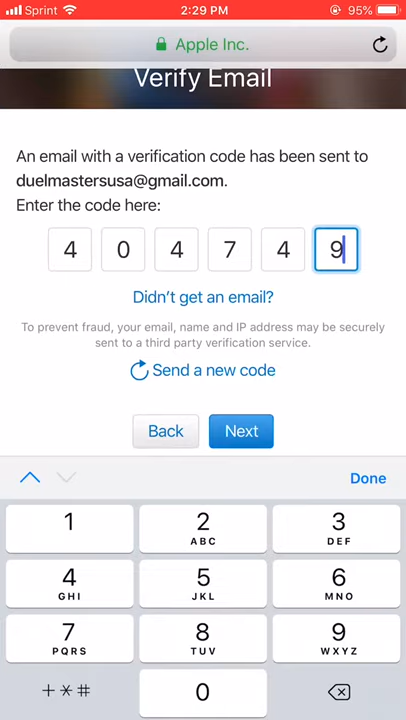 Sprint 2:29 PM 95%
Apple Inc.
Verify Email
An email with a verification code has been sent to
duelmastersusa@gmail.com.
Enter the code here:
4 0 4 7 4 9
Didn't get an email?
To prevent fraud, your email, name and IP address may be securely
sent to a third party verification service.
Send a new code
Back Next
Done
1 2 3
ABC DEF
4 5 6
GHI JKL MNO
7 8 9
PQRS TUV WXYZ
+*# 0